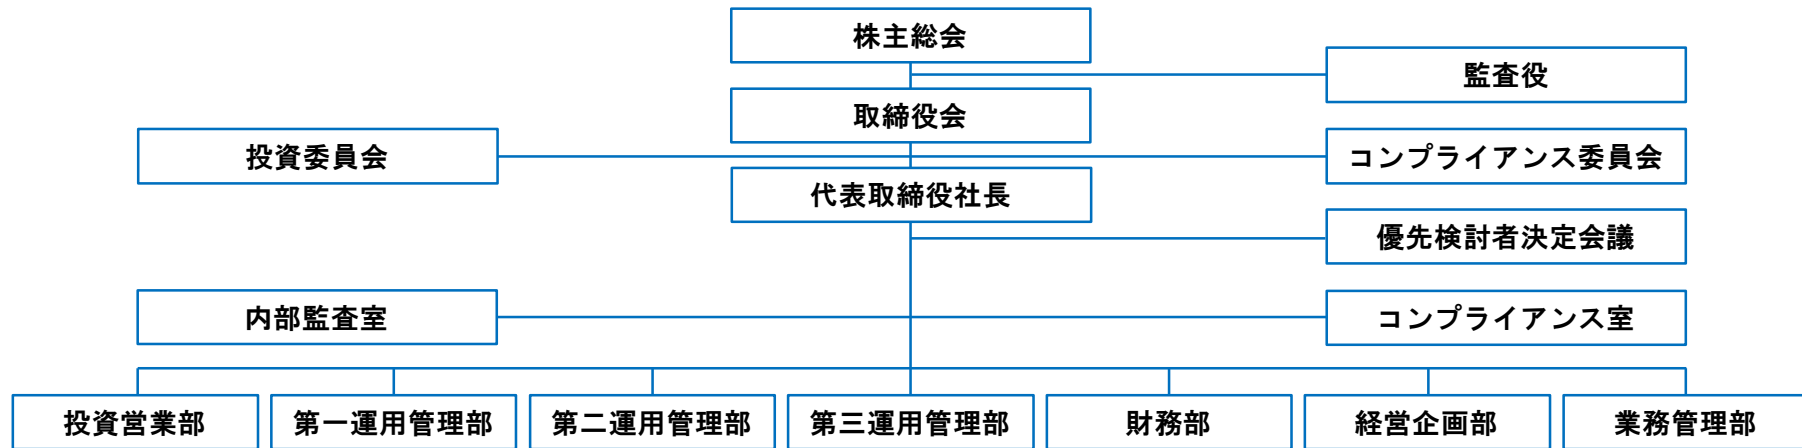 株主総会
監査役
取締役会
投資委員会
コンプライアンス委員会
代表取締役社長
優先検討者決定会議
内部監査室
コンプライアンス室
投資営業部
第一運用管理部
第二運用管理部
第三運用管理部
財務部
経営企画部
業務管理部